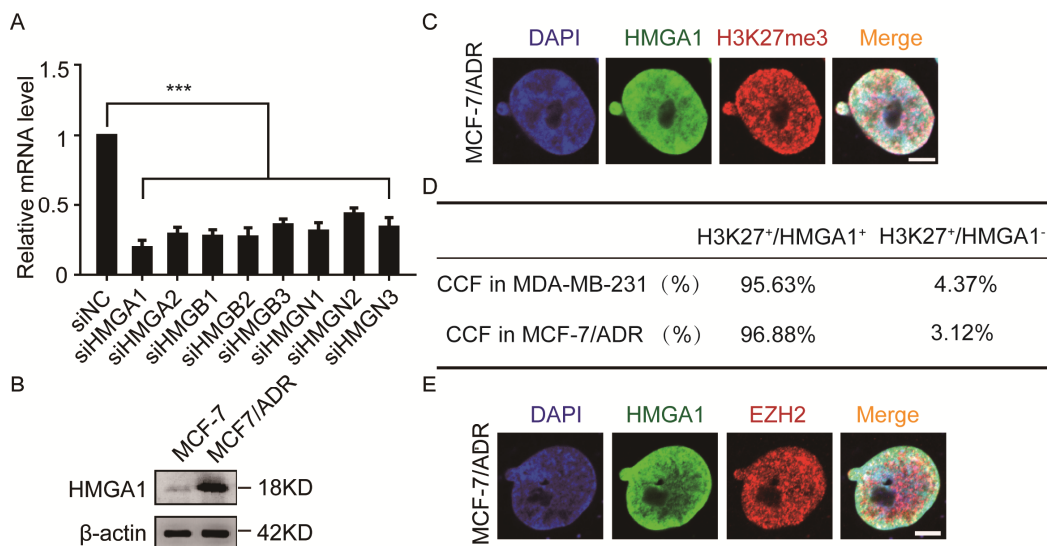 A
Relative mRNA level
1.5
1
0.5
0
***
siNC
siHMGA1
siHMGA2
siHMGB1
siHMGB2
siHMGB3
siHMGN1
siHMGN2
siHMGN3
B
MCF-7
MCF7/ADR
HMGA1
18KD
β-actin
42KD
C
DAPI HMGA1 H3K27me3 Merge
MCF-7/ADR
D
H3K27+/HMGA1+ H3K27+/HMGA1-
CCF in MDA-MB-231 (%) 95.63% 4.37%
CCF in MCF-7/ADR (%) 96.88% 3.12%
E
DAPI HMGA1 EZH2 Merge
MCF-7/ADR